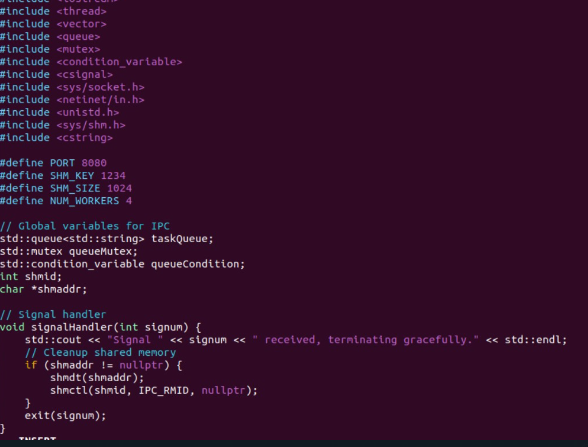 #include <iostream>
#include <thread>
#include <vector>
#include <queue>
#include <mutex>
#include <condition_variable>
#include <csignal>
#include <sys/socket.h>
#include <netinet/in.h>
#include <unistd.h>
#include <sys/shm.h>
#include <cstring>
#define PORT 8080
#define SHM_KEY 1234
#define SHM_SIZE 1024
#define NUM_WORKERS 4
// Global variables for IPC
std::queue<std::string> taskQueue;
std::mutex queueMutex;
std::condition_variable queueCondition;
int shmid;
char *shmaddr;
// Signal handler
void signalHandler(int signum) {
    std::cout << "Signal " << signum << " received, terminating gracefully." << std::endl;
    // Cleanup shared memory
    if (shmaddr != nullptr) {
        shmdt(shmaddr);
        shmctl(shmid, IPC_RMID, nullptr);
    }
    exit(signum);
}
-- INSERT --